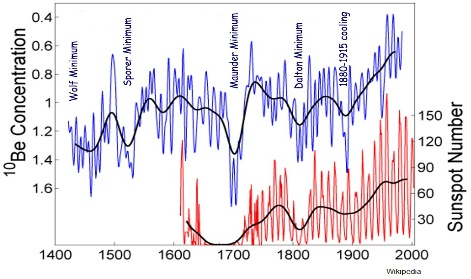 Wolf Minimum
Sporer Minimum
Maunder Minimum
Dalton Minimum
1880-1915 cooling
10Be Concentration
0.4
0.6
0.8
1
1.2
1.4
1.6
150
120
90
60
30
Sunspot Number
1400 1500 1600 1700 1800 1900 2000
Wikipedia